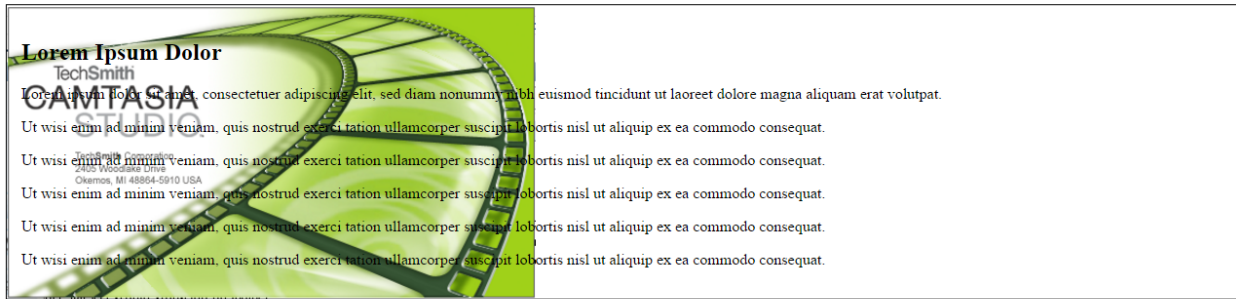 Lorem Ipsum Dolor
TechSmith
CAMTASIA
Lorem ipsum dolor sit amet, consectetuer adipiscing elit, sed diam nonummy nibh euismod tincidunt ut laoreet dolore magna aliquam erat volutpat.
STUDIO
Ut wisi enim ad minim veniam, quis nostrud exerci tation ullamcorper suscipit lobortis nisl ut aliquip ex ea commodo consequat.
TechSmith Corporation
Ut wisi enim ad minim veniam, quis nostrud exerci tation ullamcorper suscipit lobortis nisl ut aliquip ex ea commodo consequat.
2405 Woodlake Drive
Okemos, MI 48864-5910 USA
Ut wisi enim ad minim veniam, quis nostrud exerci tation ullamcorper suscipit lobortis nisl ut aliquip ex ea commodo consequat.
Ut wisi enim ad minim veniam, quis nostrud exerci tation ullamcorper suscipit lobortis nisl ut aliquip ex ea commodo consequat.
Ut wisi enim ad minim veniam, quis nostrud exerci tation ullamcorper suscipit lobortis nisl ut aliquip ex ea commodo consequat.